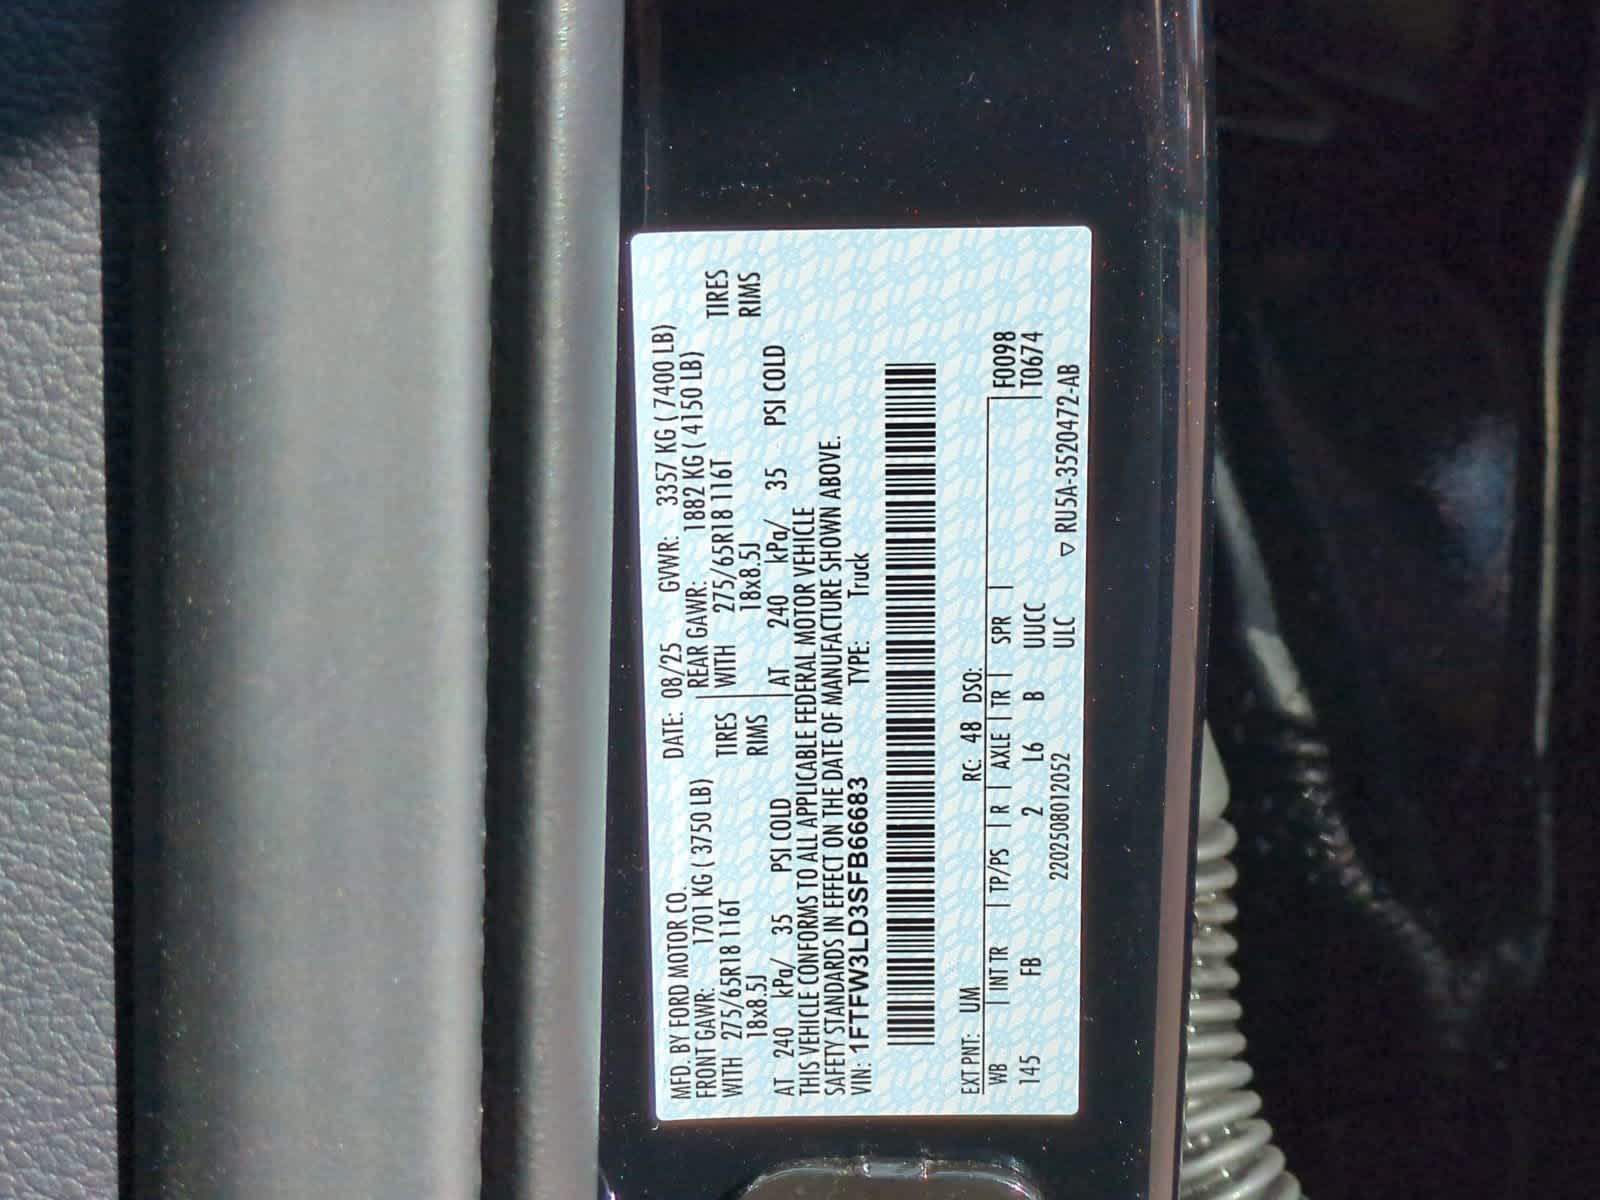 MFD. BY FORD MOTOR CO. DATE: 08/25 GVWR: 3357 KG ( 7400 LB)
FRONT GAWR: 1701 KG ( 3750 LB) REAR GAWR: 1882 KG ( 4150 LB)
WITH 275/65R18 116T TIRES WITH 275/65R18 116T TIRES
18x8.5J RIMS 18x8.5J RIMS
AT 240 kPa/ 35 PSI COLD AT 240 kPa/ 35 PSI COLD
THIS VEHICLE CONFORMS TO ALL APPLICABLE FEDERAL MOTOR VEHICLE
SAFETY STANDARDS IN EFFECT ON THE DATE OF MANUFACTURE SHOWN ABOVE.
VIN: 1FTFW3LD3SFB66683 TYPE: Truck
EXT PNT: UM RC: 48 DSO:
WB | INT TR | TP/PS | R | AXLE | TR | SPR | F0098
145 FB 2 L6 B UUCC T0674
2202508012052 ULC ▽ RU5A-3520472-AB